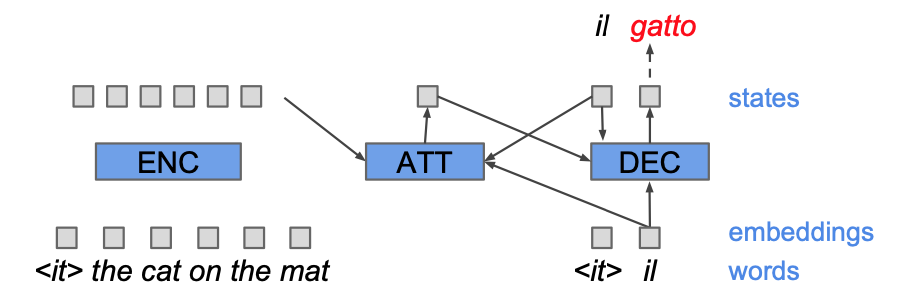 il gatto
states
ENC ATT DEC
embeddings
<it> the cat on the mat <it> il words